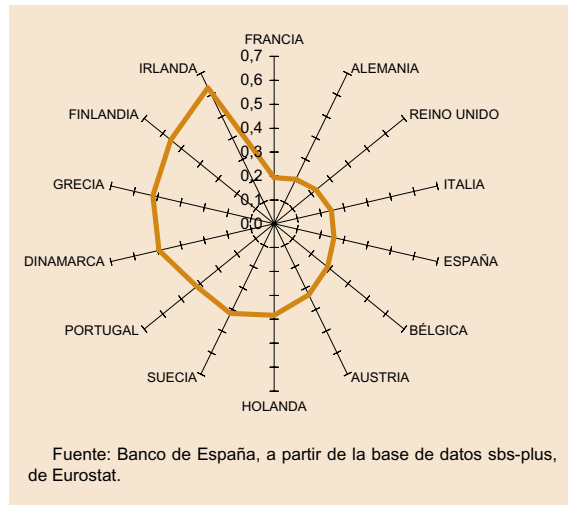 FRANCIA
0,7
IRLANDA
ALEMANIA
0,6
0,5
FINLANDIA
REINO UNIDO
0,4
0,3
GRECIA
0,2
ITALIA
0,1
0,0
DINAMARCA
ESPAÑA
PORTUGAL
BÉLGICA
SUECIA
AUSTRIA
HOLANDA
Fuente: Banco de España, a partir de la base de datos sbs-plus,
de Eurostat.